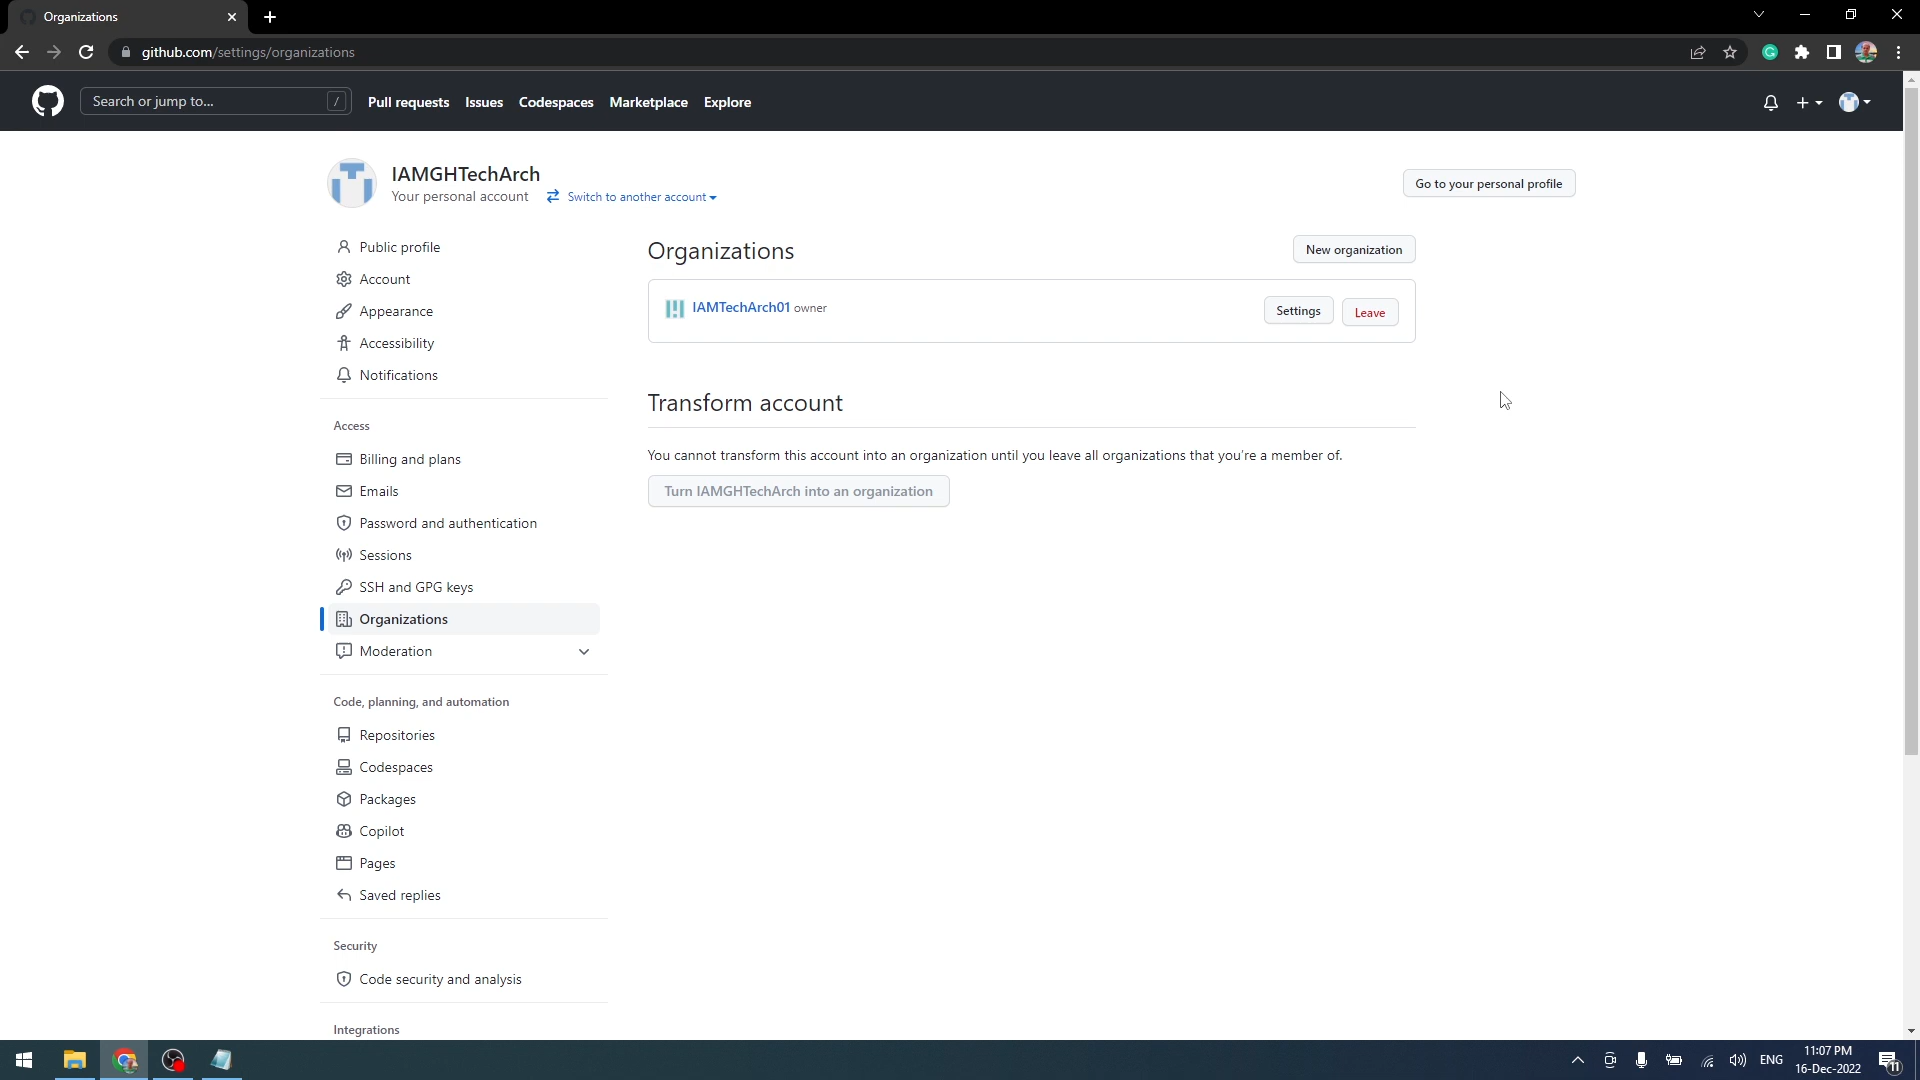 Organizations
github.com/settings/organizations
Search or jump to...
/
Pull requests
Issues
Codespaces
Marketplace
Explore
IAMGHTechArch
Your personal account
Switch to another account
Go to your personal profile
Public profile
Account
Appearance
Accessibility
Notifications
Access
Billing and plans
Emails
Password and authentication
Sessions
SSH and GPG keys
Organizations
Moderation
Code, planning, and automation
Repositories
Codespaces
Packages
Copilot
Pages
Saved replies
Security
Code security and analysis
Integrations
Organizations
New organization
IAMTechArch01 owner
Settings
Leave
Transform account
You cannot transform this account into an organization until you leave all organizations that you're a member of.
Turn IAMGHTechArch into an organization
ENG
11:07 PM
16-Dec-2022
11